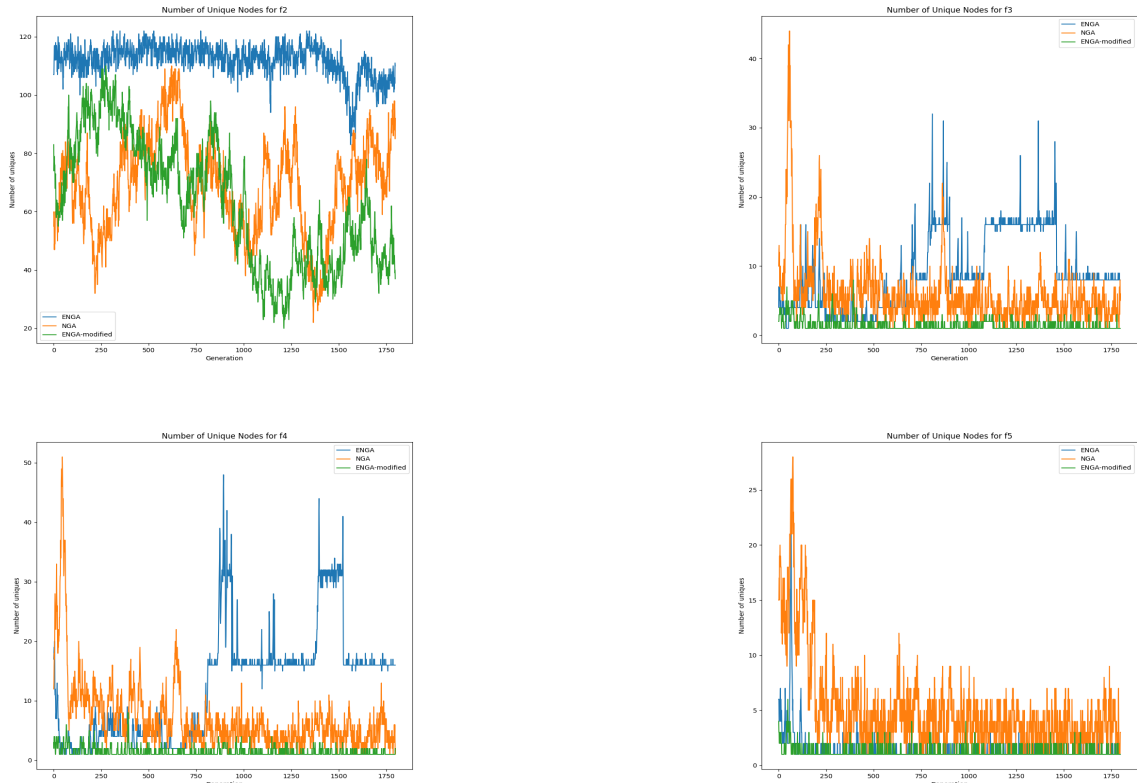 Number of Unique Nodes for f2
Number of uniques
120
100
80
60
40
20
ENGA
NGA
ENGA-modified
0
250
500
750
1000
1250
1500
1750
Generation
Number of Unique Nodes for f3
Number of uniques
40
30
20
10
0
ENGA
NGA
ENGA-modified
0
250
500
750
1000
1250
1500
1750
Generation
Number of Unique Nodes for f4
Number of uniques
50
40
30
20
10
0
ENGA
NGA
ENGA-modified
0
250
500
750
1000
1250
1500
1750
Generation
Number of Unique Nodes for f5
Number of uniques
25
20
15
10
5
0
ENGA
NGA
ENGA-modified
0
250
500
750
1000
1250
1500
1750
Generation